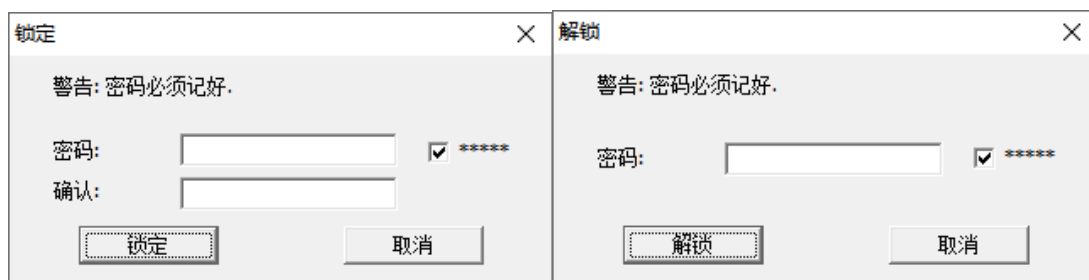 锁定
警告: 密码必须记好.
密码:
*****
确认:
锁定
取消
解锁
警告: 密码必须记好.
密码:
*****
解锁
取消